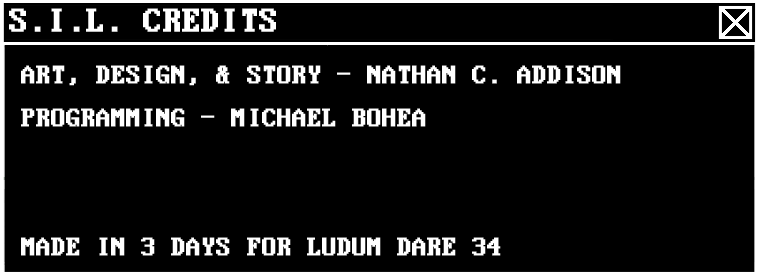 S.I.L. CREDITS
ART, DESIGN, & STORY - NATHAN C. ADDISON
PROGRAMMING - MICHAEL BOHEA
MADE IN 3 DAYS FOR LUDUM DARE 34